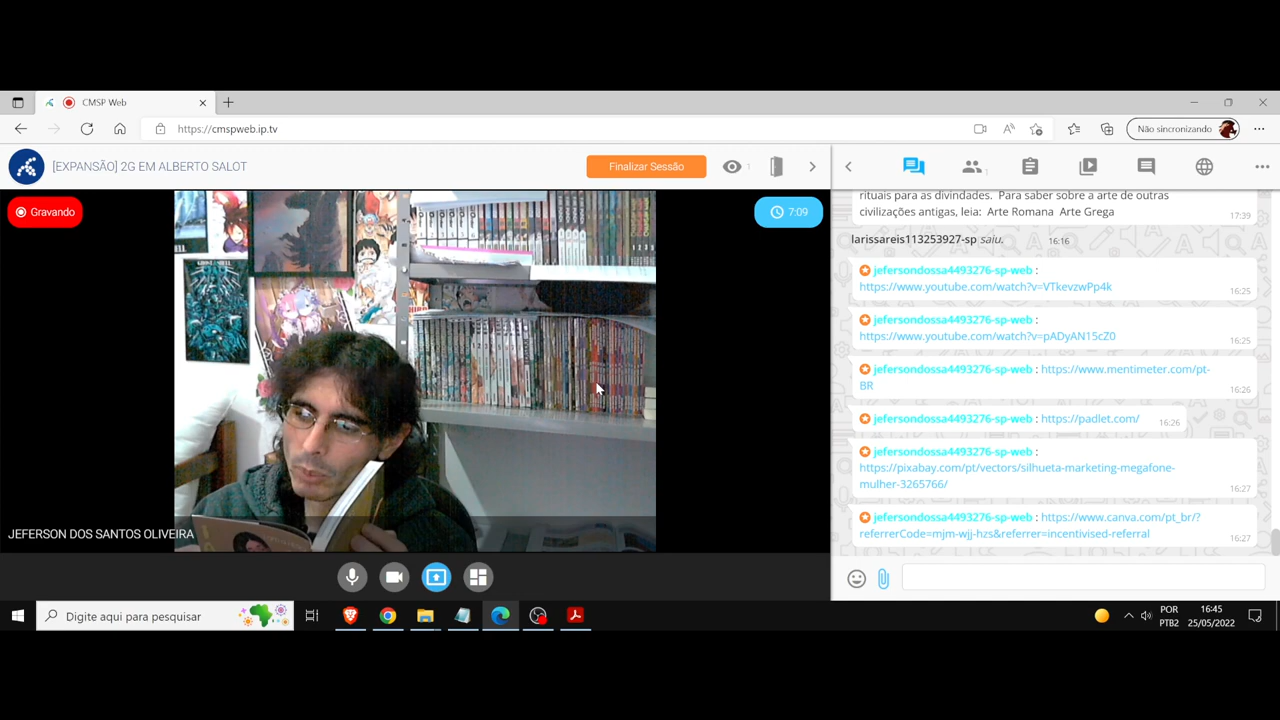 CMSP Web
https://cmspweb.ip.tv
Não sincronizando
[EXPANSÃO] 2G EM ALBERTO SALOT
Finalizar Sessão
1
1
Gravando
7:09
JEFERSON DOS SANTOS OLIVEIRA
rituais para as divindades. Para saber sobre a arte de outras
civilizações antigas, leia: Arte Romana Arte Grega
17:39
larissareis113253927-sp saiu. 16:16
jefersondossa4493276-sp-web :
https://www.youtube.com/watch?v=VTkevzwPp4k
16:25
jefersondossa4493276-sp-web :
https://www.youtube.com/watch?v=pADyAN15cZ0
16:25
jefersondossa4493276-sp-web : https://www.mentimeter.com/pt-
BR
16:26
jefersondossa4493276-sp-web : https://padlet.com/ 16:26
jefersondossa4493276-sp-web :
https://pixabay.com/pt/vectors/silhueta-marketing-megafone-
mulher-3265766/
16:27
jefersondossa4493276-sp-web : https://www.canva.com/pt_br/?
referrerCode=mjm-wjj-hzs&referrer=incentivised-referral
16:27
Digite aqui para pesquisar
POR
PTB2
16:45
25/05/2022